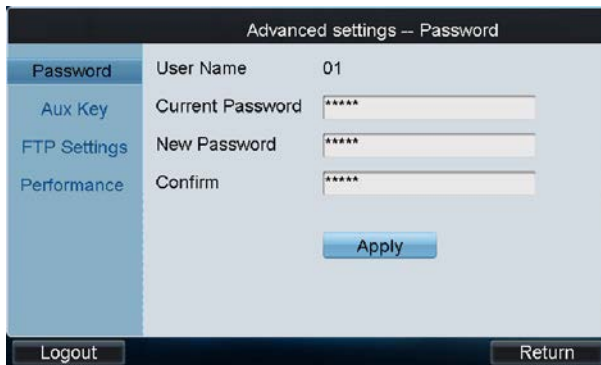 Advanced settings -- Password
Password
Aux Key
FTP Settings
Performance
User Name 01
Current Password *****
New Password *****
Confirm *****
Apply
Logout
Return